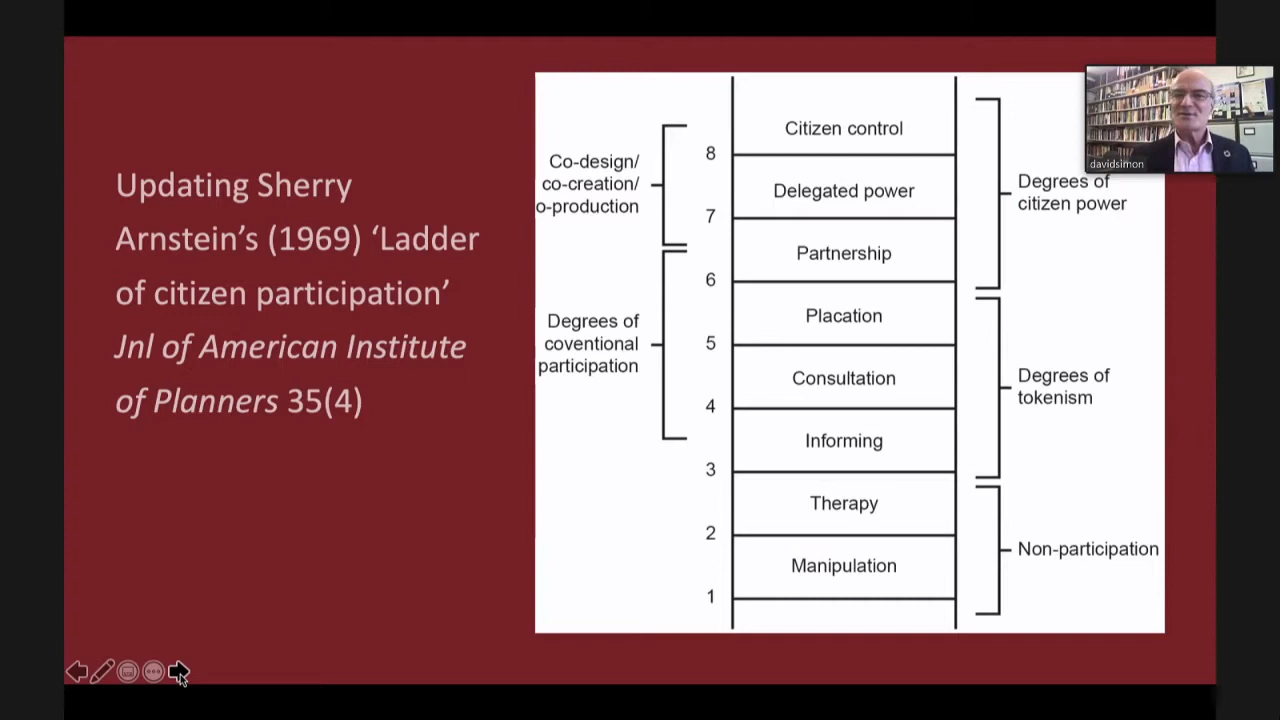 Updating Sherry
Arnstein’s (1969) ‘Ladder
of citizen participation’
Jnl of American Institute
of Planners 35(4)
Co-design/
co-creation/
o-production
Degrees of
coventional
participation
8
7
6
5
4
3
2
1
Citizen control
Delegated power
Partnership
Placation
Consultation
Informing
Therapy
Manipulation
Degrees of
citizen power
Degrees of
tokenism
Non-participation
davidsimon